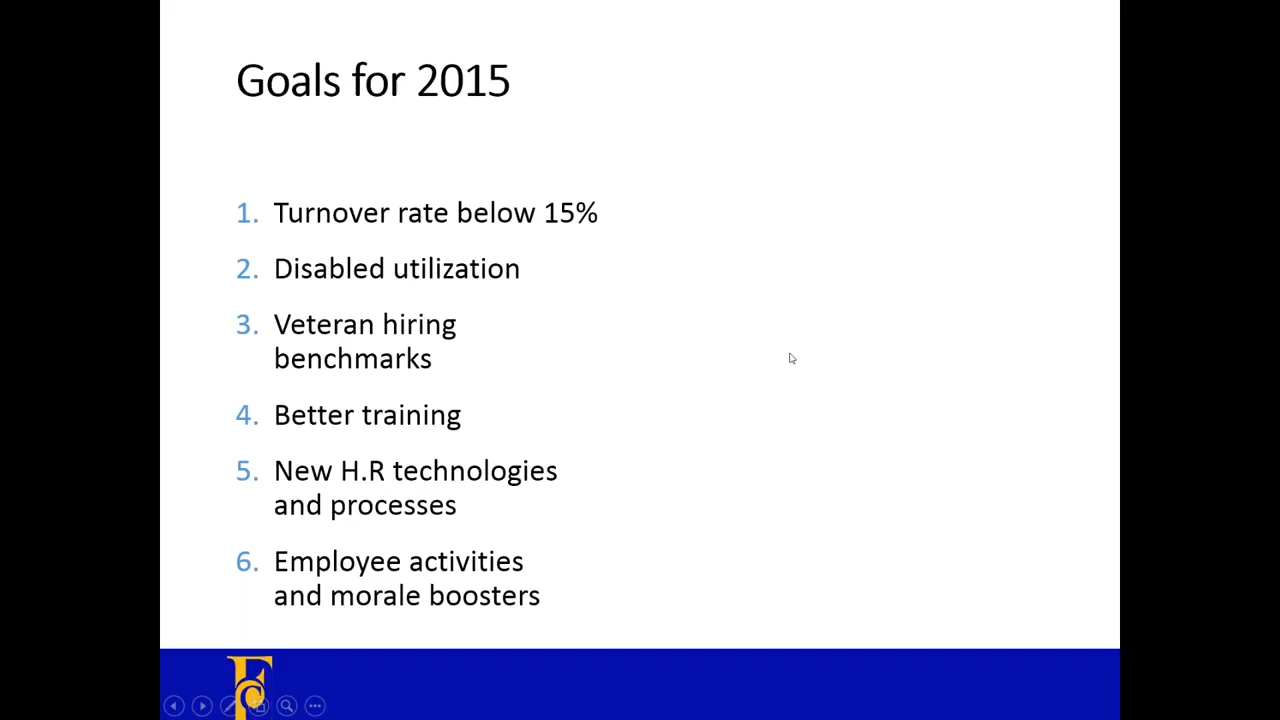 Goals for 2015
1. Turnover rate below 15%
2. Disabled utilization
3. Veteran hiring
benchmarks
4. Better training
5. New H.R technologies
and processes
6. Employee activities
and morale boosters
FC